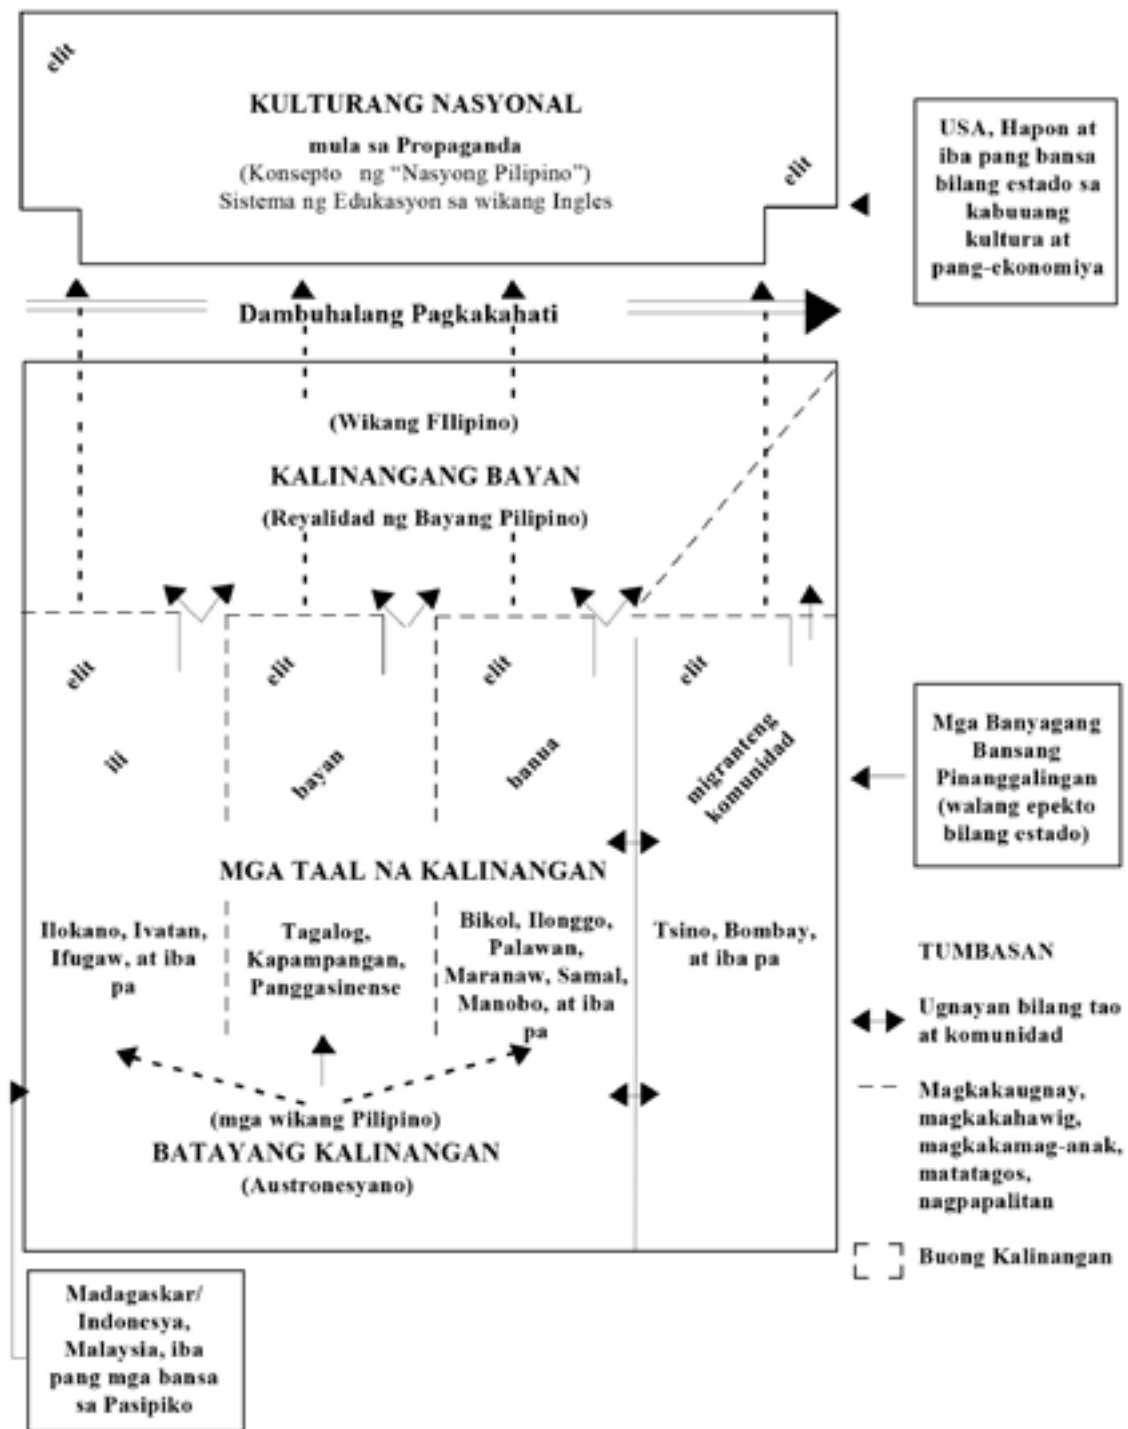 elit
KULTURANG NASYONAL
mula sa Propaganda
(Konsepto ng “Nasyong Pilipino”)
Sistema ng Edukasyon sa wikang Ingles
elit
USA, Hapon at
iba pang bansa
bilang estado sa
kabuuang
kultura at
pang-ekonomiya
Dambuhalang Pagkakahati
(Wikang FIlipino)
KALINANGANG BAYAN
(Reyalidad ng Bayang Pilipino)
elit
elit
elit
elit
ili
bayan
banua
migranteng
komunidad
Mga Banyagang
Bansang
Pinanggalingan
(walang epekto
bilang estado)
MGA TAAL NA KALINANGAN
Ilokano, Ivatan,
Ifugaw, at iba
pa
Tagalog,
Kapampangan,
Panggasinense
Bikol, Ilonggo,
Palawan,
Maranaw, Samal,
Manobo, at iba
pa
Tsino, Bombay,
at iba pa
(mga wikang Pilipino)
BATAYANG KALINANGAN
(Austronesyano)
TUMBASAN
Ugnayan bilang tao
at komunidad
Magkakaugnay,
magkakahawig,
magkakamag-anak,
matatagos,
nagpapalitan
Buong Kalinangan
Madagaskar/
Indonesya,
Malaysia, iba
pang mga bansa
sa Pasipiko